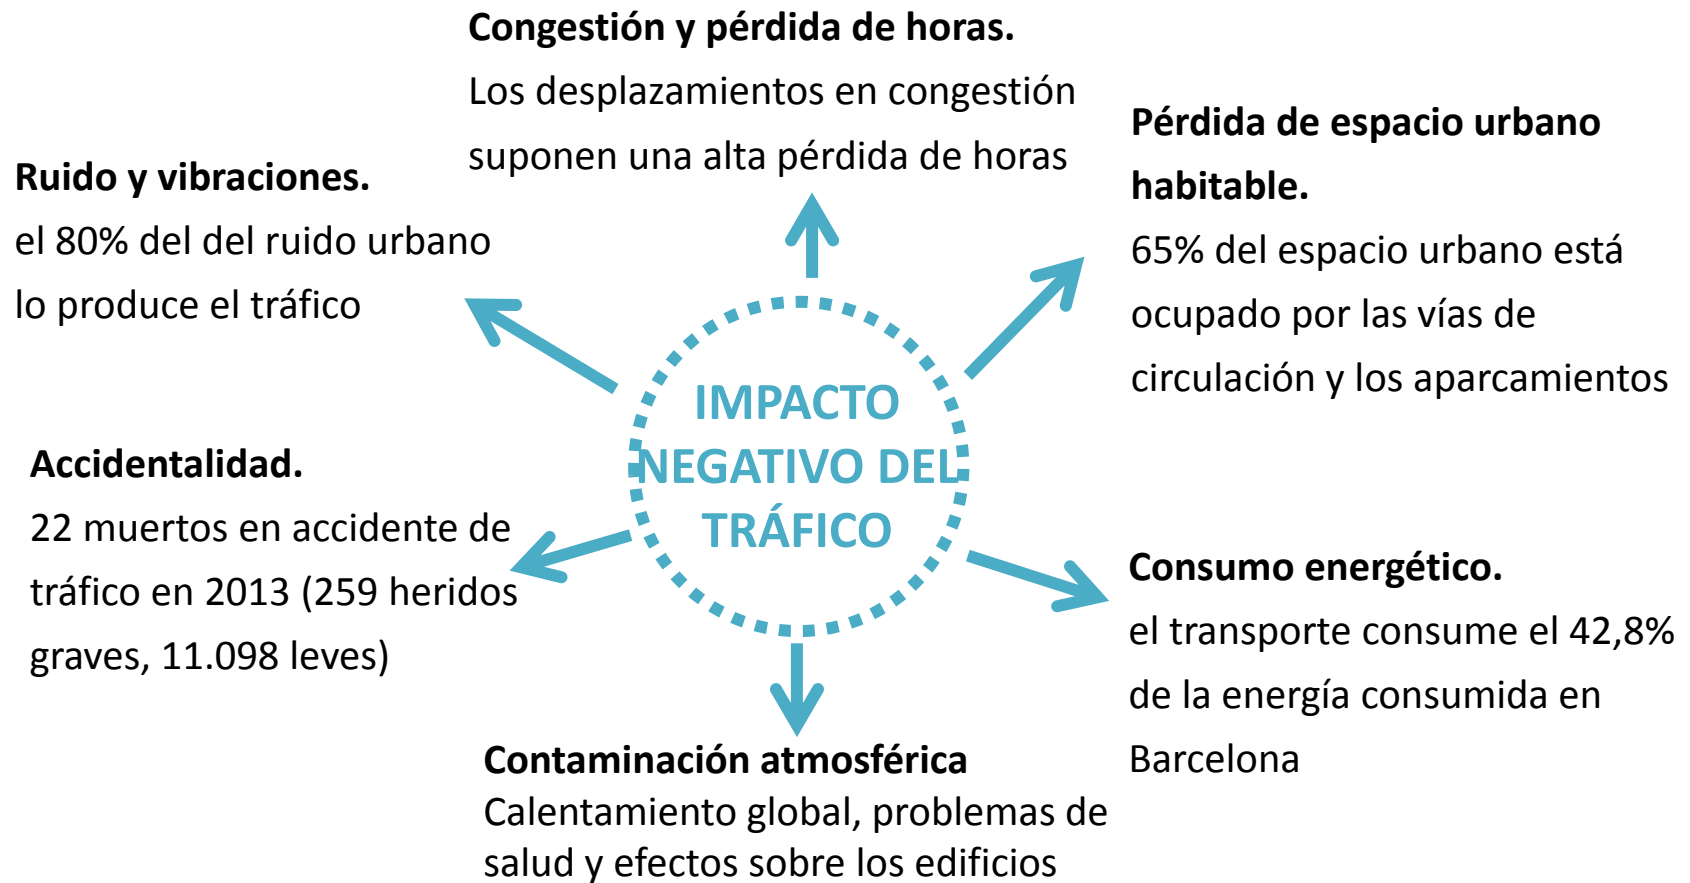 Congestión y pérdida de horas.
Los desplazamientos en congestión
suponen una alta pérdida de horas
Pérdida de espacio urbano
habitable.
65% del espacio urbano está
ocupado por las vías de
circulación y los aparcamientos
Ruido y vibraciones.
el 80% del del ruido urbano
lo produce el tráfico
IMPACTO
NEGATIVO DEL
TRÁFICO
Accidentalidad.
22 muertos en accidente de
tráfico en 2013 (259 heridos
graves, 11.098 leves)
Consumo energético.
el transporte consume el 42,8%
de la energía consumida en
Barcelona
Contaminación atmosférica
Calentamiento global, problemas de
salud y efectos sobre los edificios